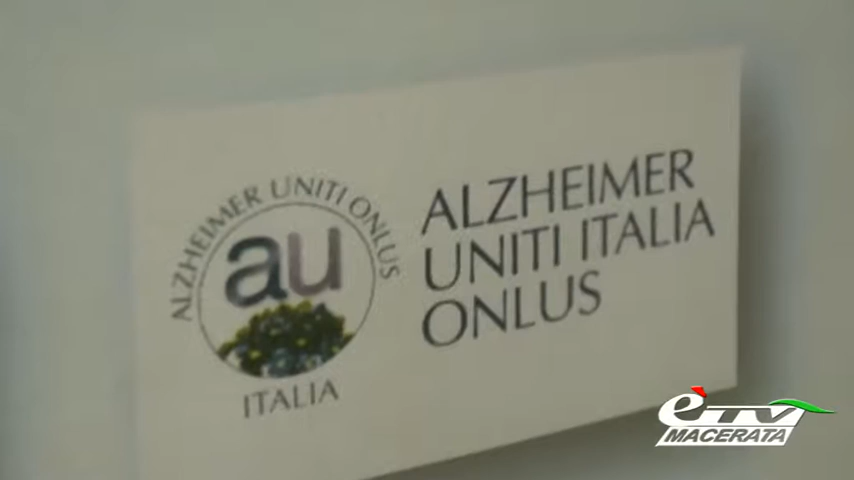 ALZHEIMER UNITI ONLUS
au
ITALIA
ALZHEIMER
UNITI ITALIA
ONLUS
èTV
MACERATA